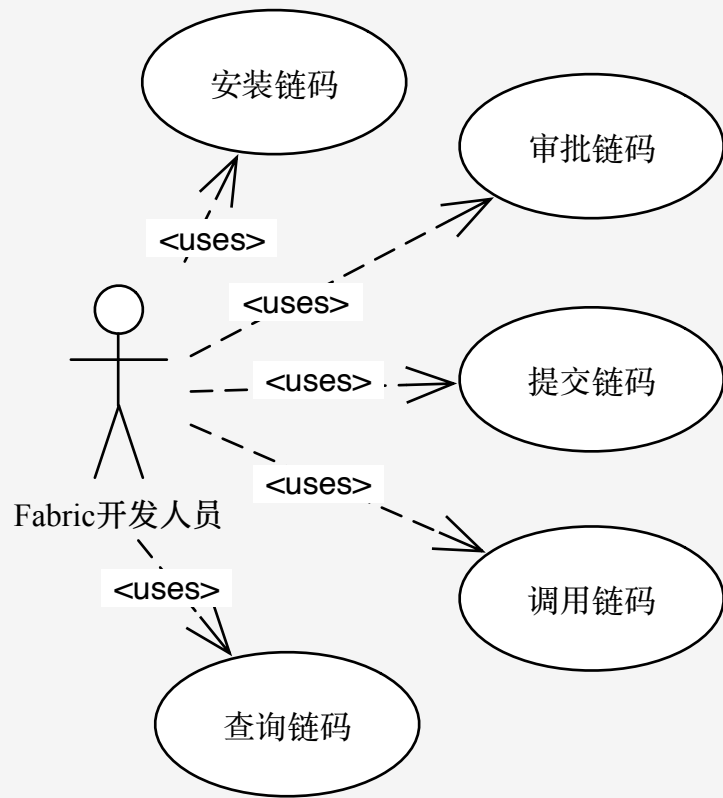 安装链码
审批链码
<uses>
<uses>
提交链码
<uses>
<uses>
Fabric开发人员
<uses>
调用链码
查询链码